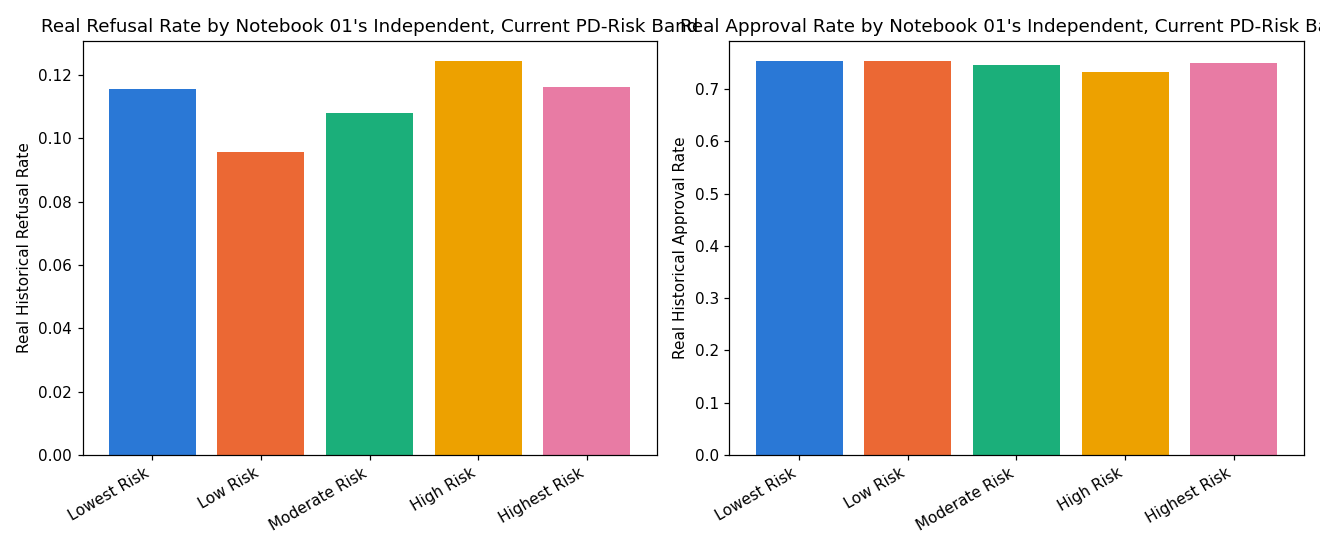 Real Refusal Rate by Notebook 01's Independent, Current PD-Risk Band
Real Historical Refusal Rate
0.12
0.10
0.08
0.06
0.04
0.02
0.00
Lowest Risk
Low Risk
Moderate Risk
High Risk
Highest Risk
Real Approval Rate by Notebook 01's Independent, Current PD-Risk Ba
Real Historical Approval Rate
0.7
0.6
0.5
0.4
0.3
0.2
0.1
0.0
Lowest Risk
Low Risk
Moderate Risk
High Risk
Highest Risk